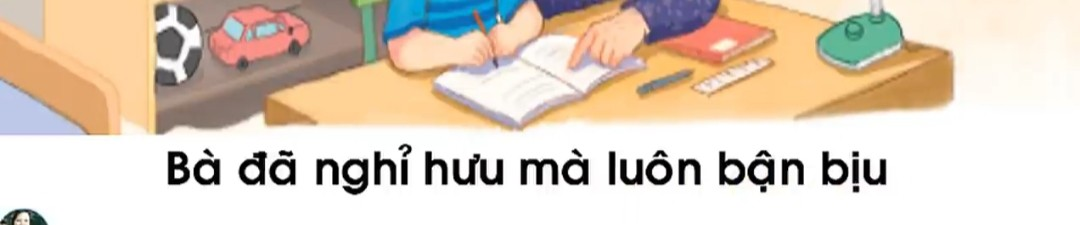 Bà đã nghỉ hưu mà luôn bận bịu